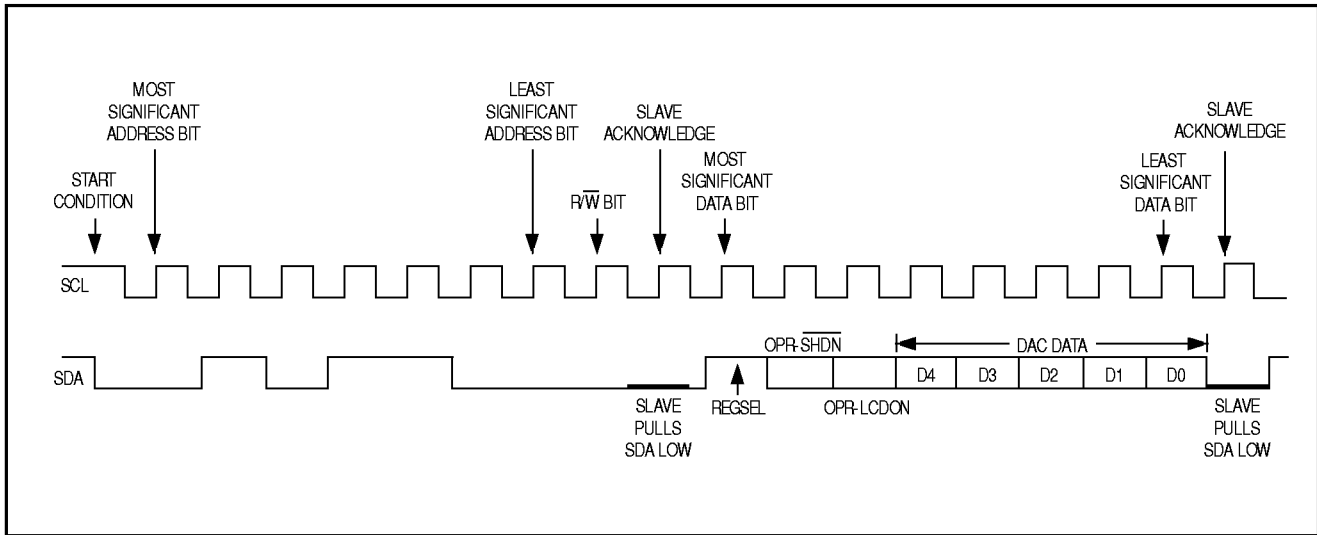 MOST
SIGNIFICANT
ADDRESS BIT
LEAST
SIGNIFICANT
ADDRESS BIT
SLAVE
ACKNOWLEDGE
SLAVE
ACKNOWLEDGE
START
CONDITION
R/W̅ BIT
MOST
SIGNIFICANT
DATA BIT
LEAST
SIGNIFICANT
DATA BIT
SCL
SDA
OPR-S̅H̅D̅N̅
DAC DATA
D4 D3 D2 D1 D0
SLAVE
PULLS
SDA LOW
REGSEL
OPR-LCDON
SLAVE
PULLS
SDA LOW